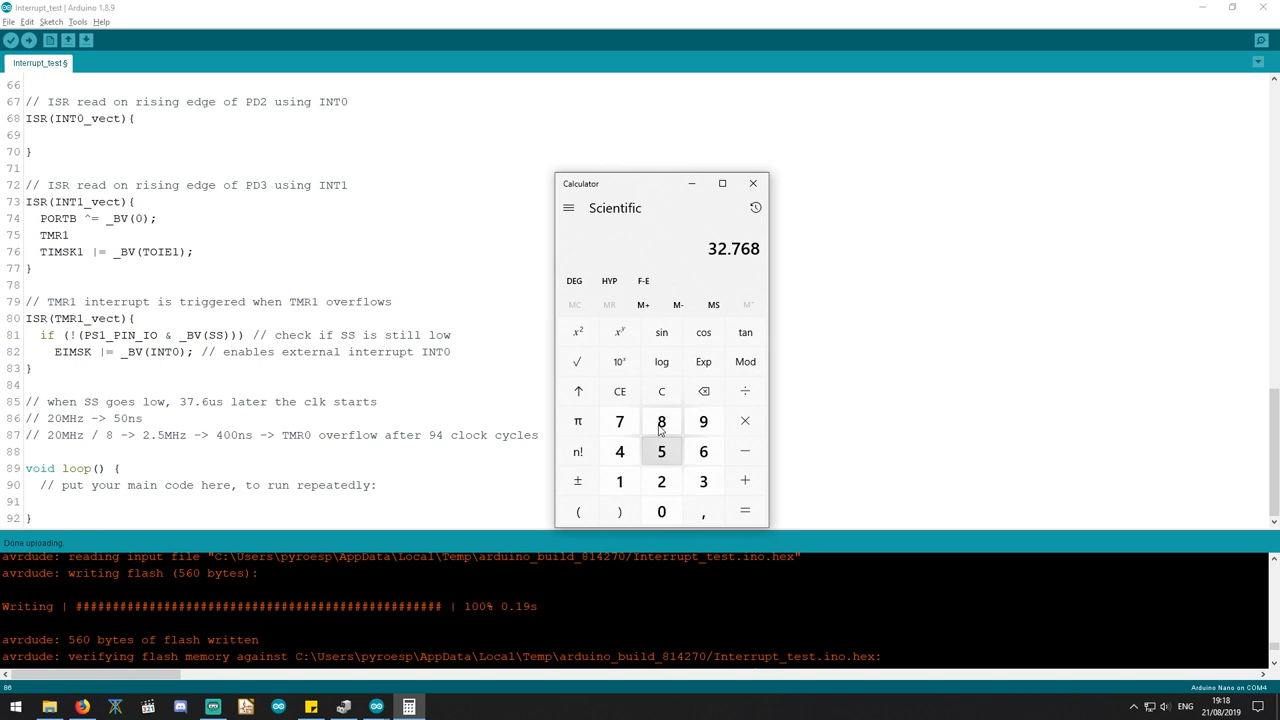 Interrupt_test | Arduino 1.8.9
File Edit Sketch Tools Help
Interrupt_test §
66
67 // ISR read on rising edge of PD2 using INT0
68 ISR(INT0_vect){
69
70 }
71
72 // ISR read on rising edge of PD3 using INT1
73 ISR(INT1_vect){
74 PORTB ^= _BV(0);
75 TMR1
76 TIMSK1 |= _BV(TOIE1);
77 }
78
79 // TMR1 interrupt is triggered when TMR1 overflows
80 ISR(TMR1_vect){
81 if (!(PS1_PIN_IO & _BV(SS))) // check if SS is still low
82 EIMSK |= _BV(INT0); // enables external interrupt INT0
83 }
84
85 // when SS goes low, 37.6us later the clk starts
86 // 20MHz -> 50ns
87 // 20MHz / 8 -> 2.5MHz -> 400ns -> TMR0 overflow after 94 clock cycles
88
89 void loop() {
90 // put your main code here, to run repeatedly:
91
92 }
Calculator
Scientific
32.768
DEG HYP F-E
MC MR M+ M- MS M˅
x² xʸ sin cos tan
√ 10ˣ log Exp Mod
↑ CE C ÷
π 7 8 9 ×
n! 4 5 6 −
± 1 2 3 +
( ) 0 , =
Done uploading.
avrdude: reading input file "C:\Users\pyroesp\AppData\Local\Temp\arduino_build_814270/Interrupt_test.ino.hex"
avrdude: writing flash (560 bytes):
Writing | ################################################## | 100% 0.19s
avrdude: 560 bytes of flash written
avrdude: verifying flash memory against C:\Users\pyroesp\AppData\Local\Temp\arduino_build_814270/Interrupt_test.ino.hex:
86
Arduino Nano on COM4
ENG
19:18
21/08/2019